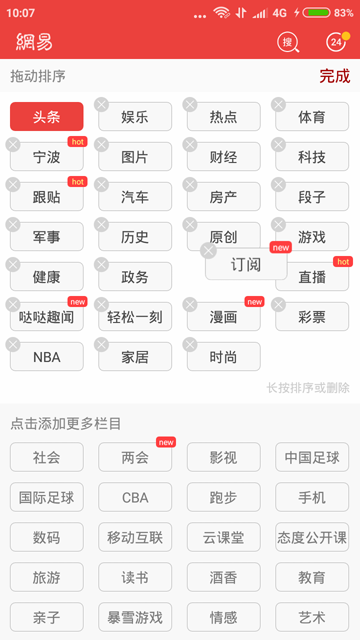 10:07 ... 4G 83%
網易 搜 24
拖动排序 完成
头条 娱乐 热点 体育
宁波 hot 图片 财经 科技
跟贴 hot 汽车 房产 段子
军事 历史 原创 游戏
订阅 new
健康 政务 直播 hot
哒哒趣闻 new 轻松一刻 漫画 new 彩票
NBA 家居 时尚
长按排序或删除
点击添加更多栏目
社会 两会 new 影视 中国足球
国际足球 CBA 跑步 手机
数码 移动互联 云课堂 态度公开课
旅游 读书 酒香 教育
亲子 暴雪游戏 情感 艺术